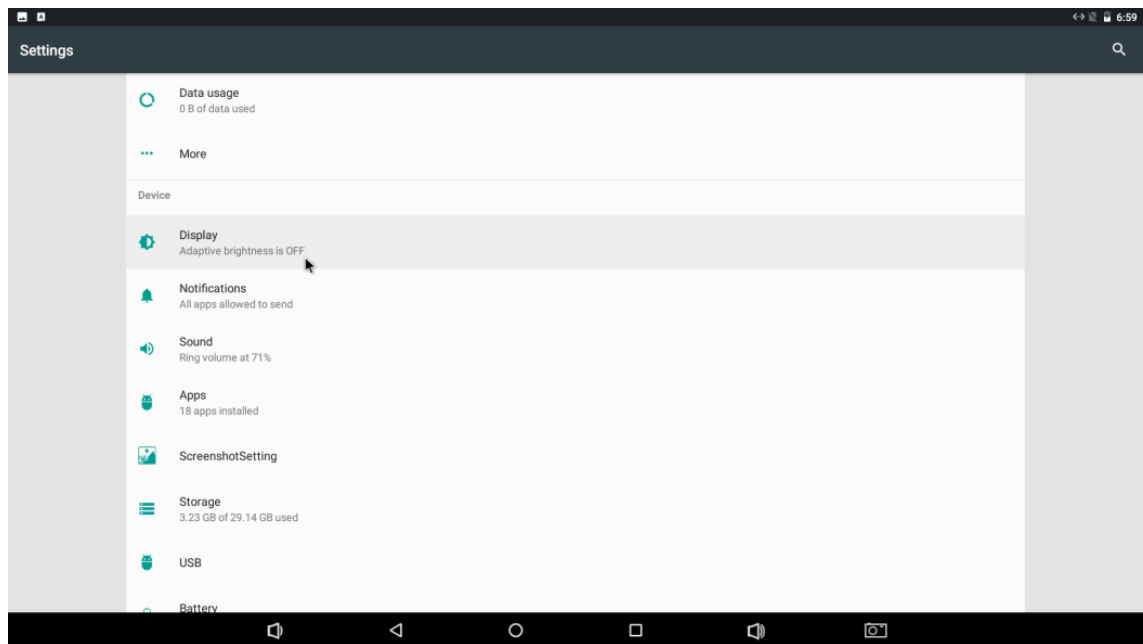 6:59
Settings
Data usage
0 B of data used
More
Device
Display
Adaptive brightness is OFF
Notifications
All apps allowed to send
Sound
Ring volume at 71%
Apps
18 apps installed
ScreenshotSetting
Storage
3.23 GB of 29.14 GB used
USB
Battery